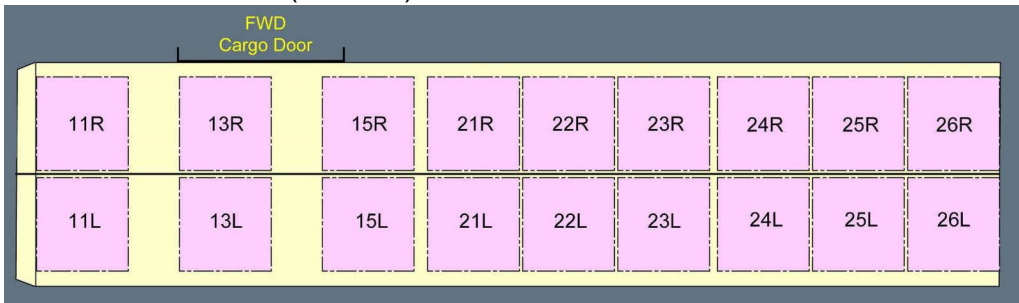 FWD
Cargo Door
11R 13R 15R 21R 22R 23R 24R 25R 26R
11L 13L 15L 21L 22L 23L 24L 25L 26L